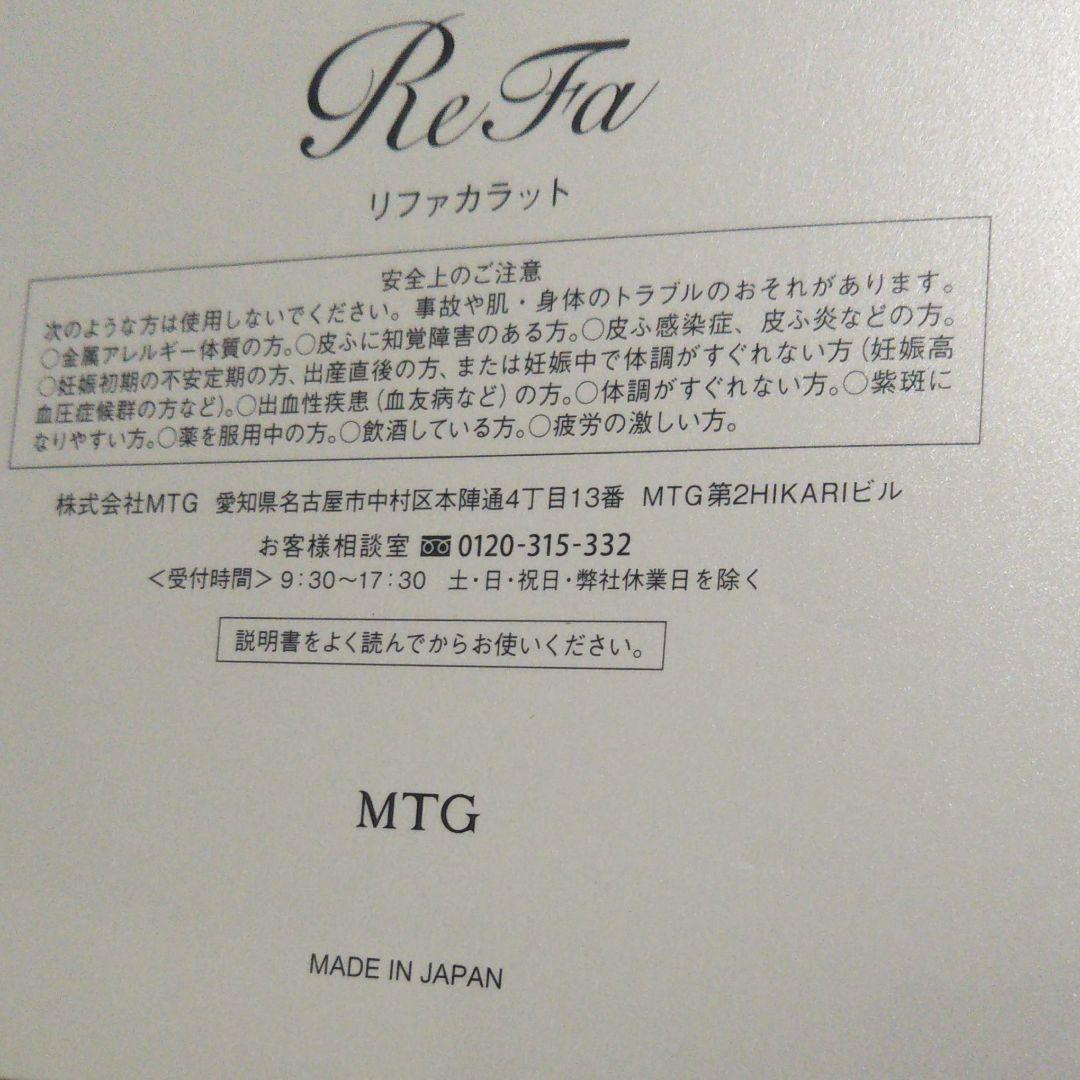 ReFa
リファカラット
安全上のご注意
次のような方は使用しないでください。事故や肌・身体のトラブルのおそれがあります。
○金属アレルギー体質の方。○皮ふに知覚障害のある方。○皮ふ感染症、皮ふ炎などの方。
○妊娠初期の不安定期の方、出産直後の方、または妊娠中で体調がすぐれない方(妊娠高
血圧症候群の方など)。○出血性疾患(血友病など)の方。○体調がすぐれない方。○紫斑に
なりやすい方。○薬を服用中の方。○飲酒している方。○疲労の激しい方。
株式会社MTG 愛知県名古屋市中村区本陣通4丁目13番 MTG第2HIKARIビル
お客様相談室 0120-315-332
<受付時間>9:30〜17:30 土・日・祝日・弊社休業日を除く
説明書をよく読んでからお使いください。
MTG
MADE IN JAPAN